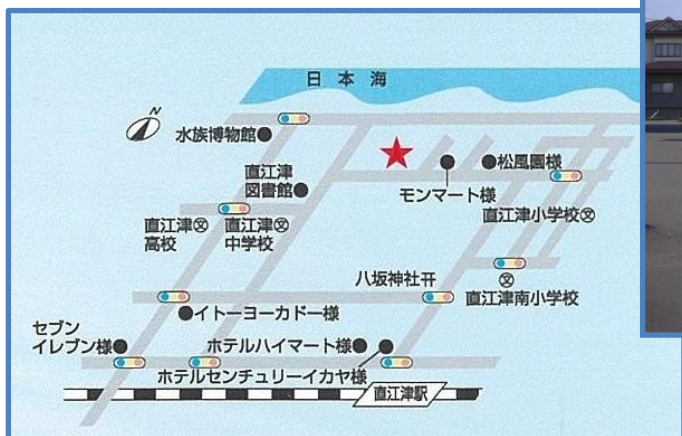 日本海
N
水族博物館
松風園様
直江津
図書館
モンマート様
直江津㊫
高校
直江津㊫
中学校
直江津小学校㊫
八坂神社
㊫
直江津南小学校
イトーヨーカドー様
セブン
イレブン様
ホテルハイマート様
ホテルセンチュリーイカヤ様
直江津駅